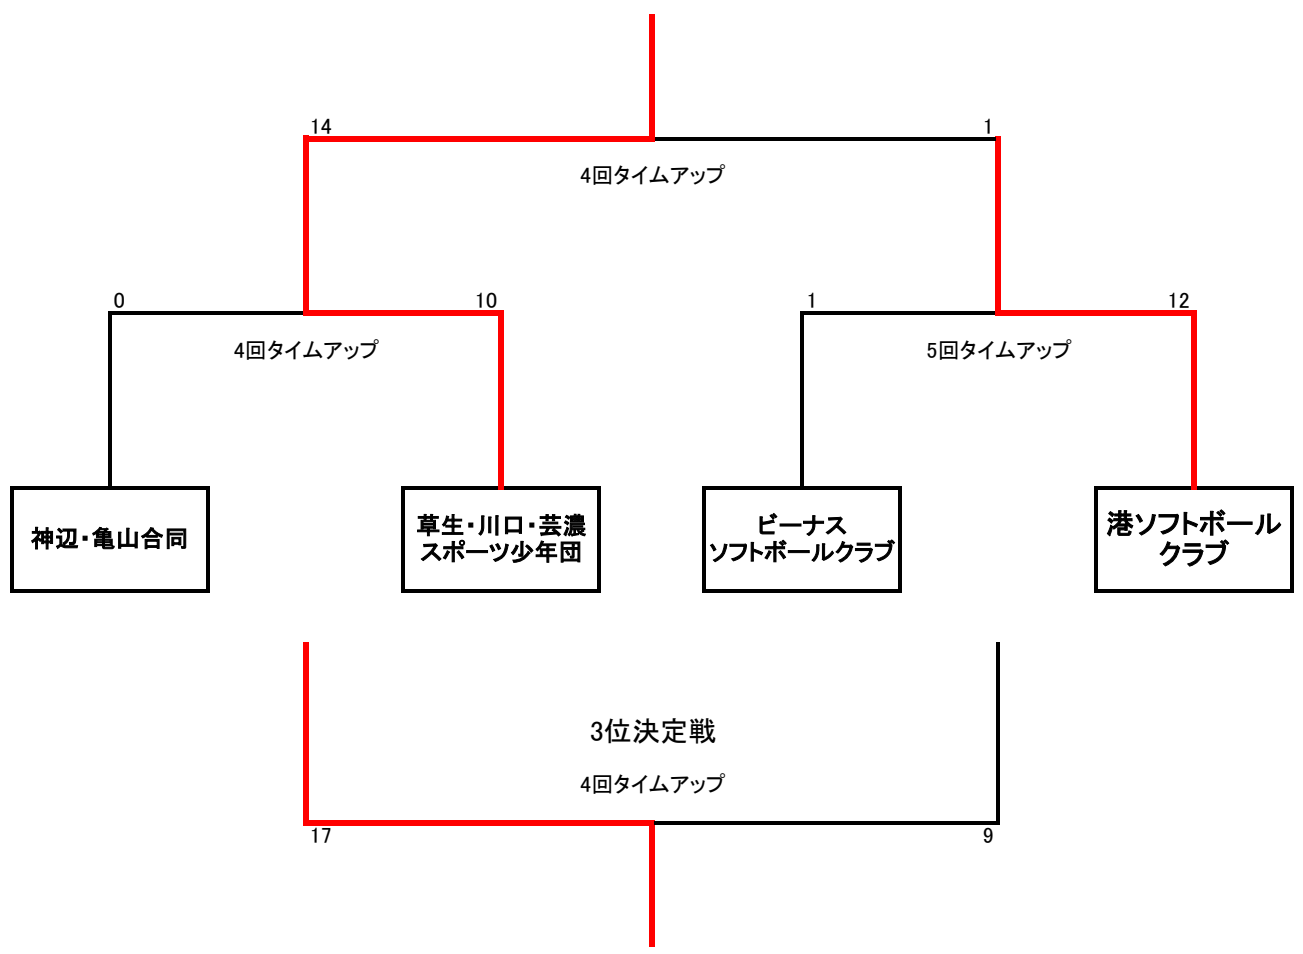 14
1
4回タイムアップ
0
10
1
12
4回タイムアップ
5回タイムアップ
神辺・亀山合同
草生・川口・芸濃
スポーツ少年団
ビーナス
ソフトボールクラブ
港ソフトボール
クラブ
3位決定戦
4回タイムアップ
17
9